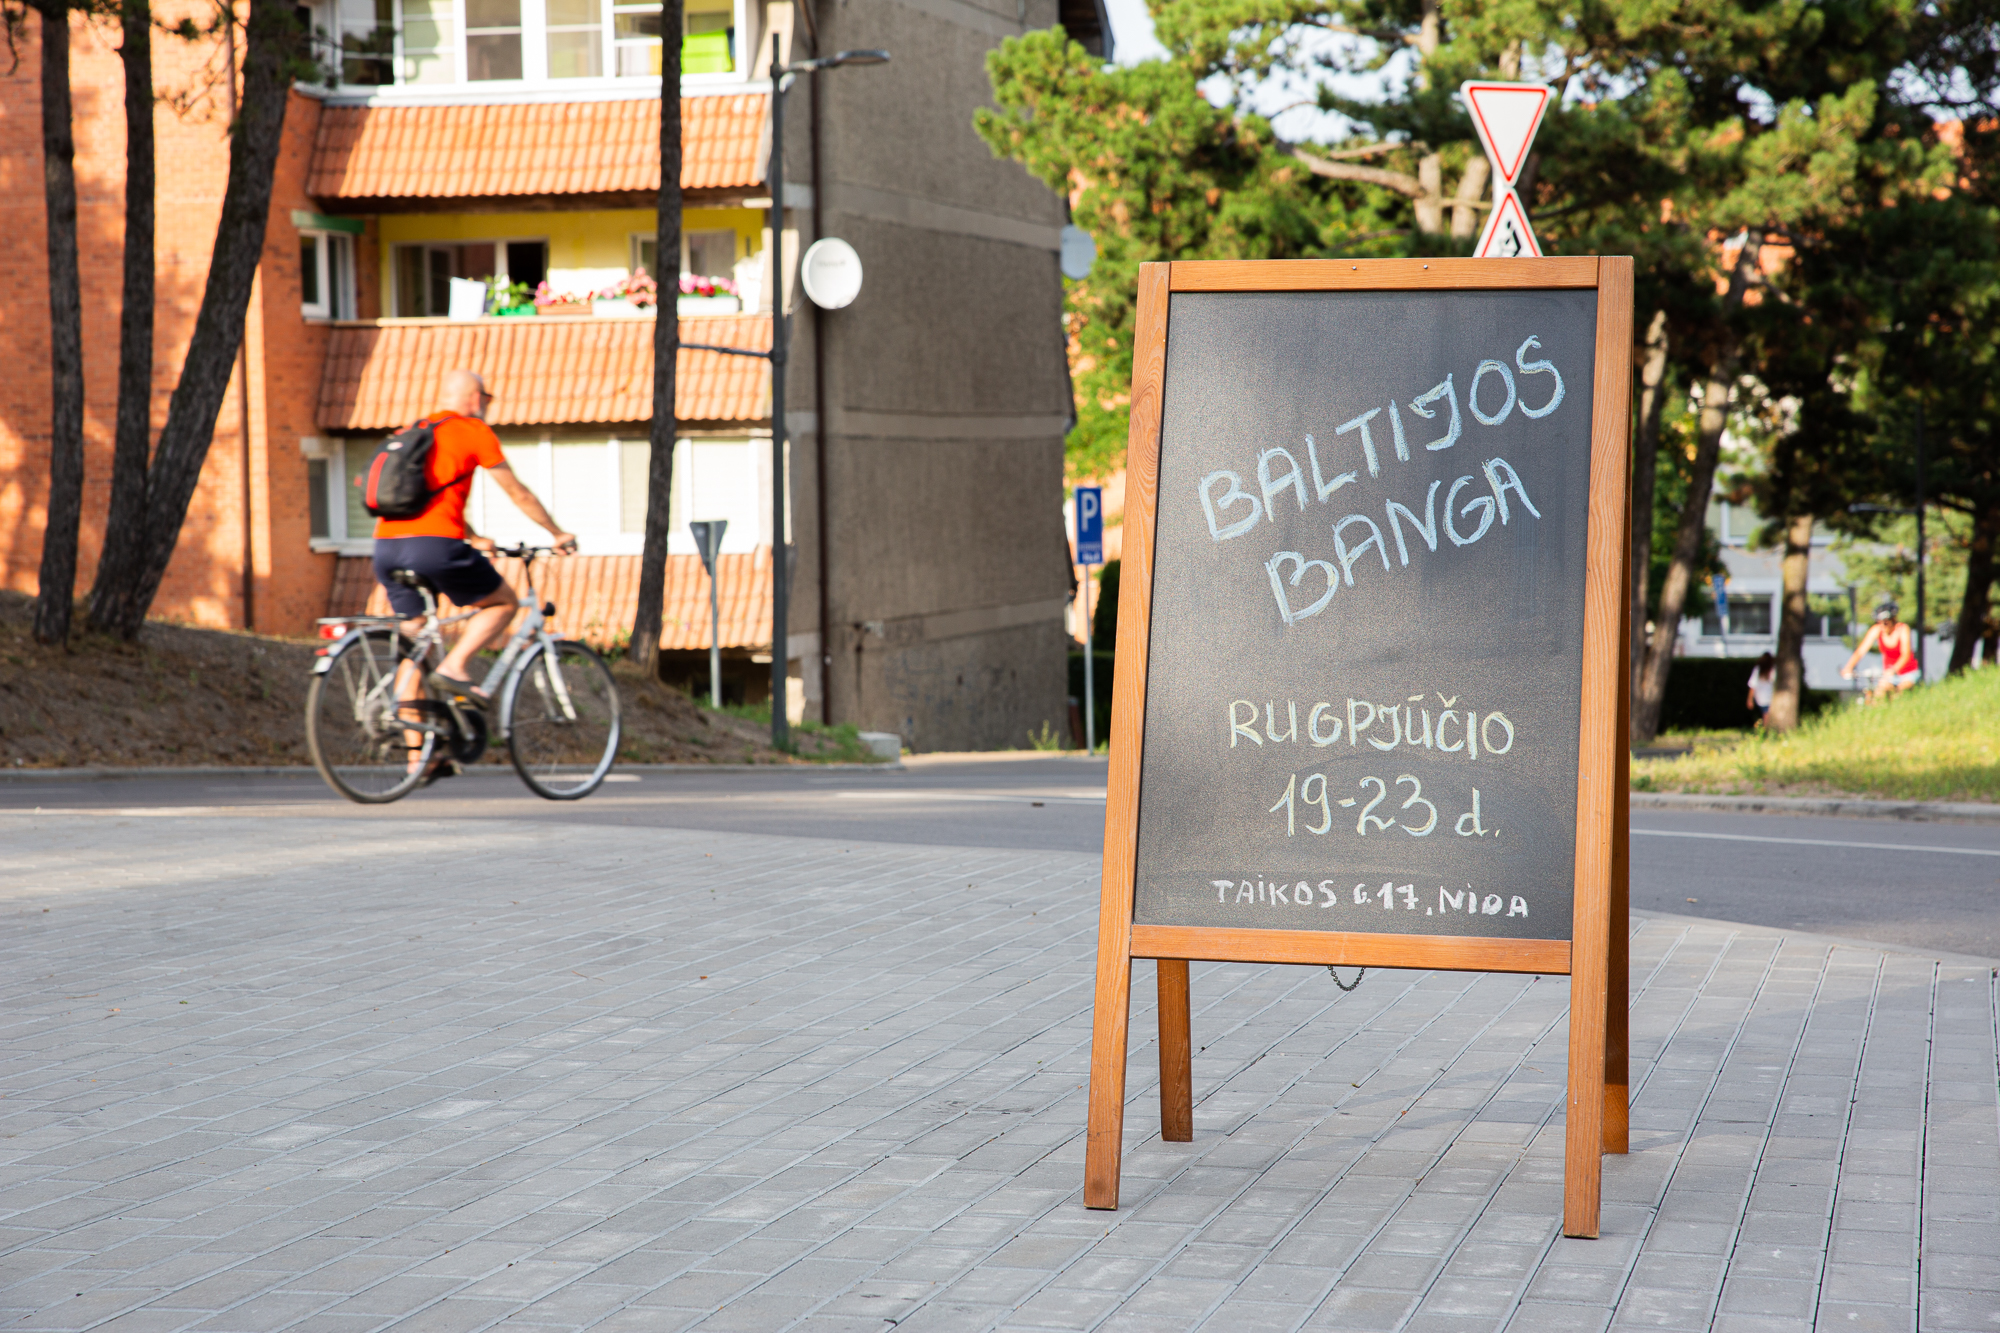 BALTIJOS
BANGA
RUGPJŪČIO
19-23 d.
TAIKOS G.17, NIDA
P